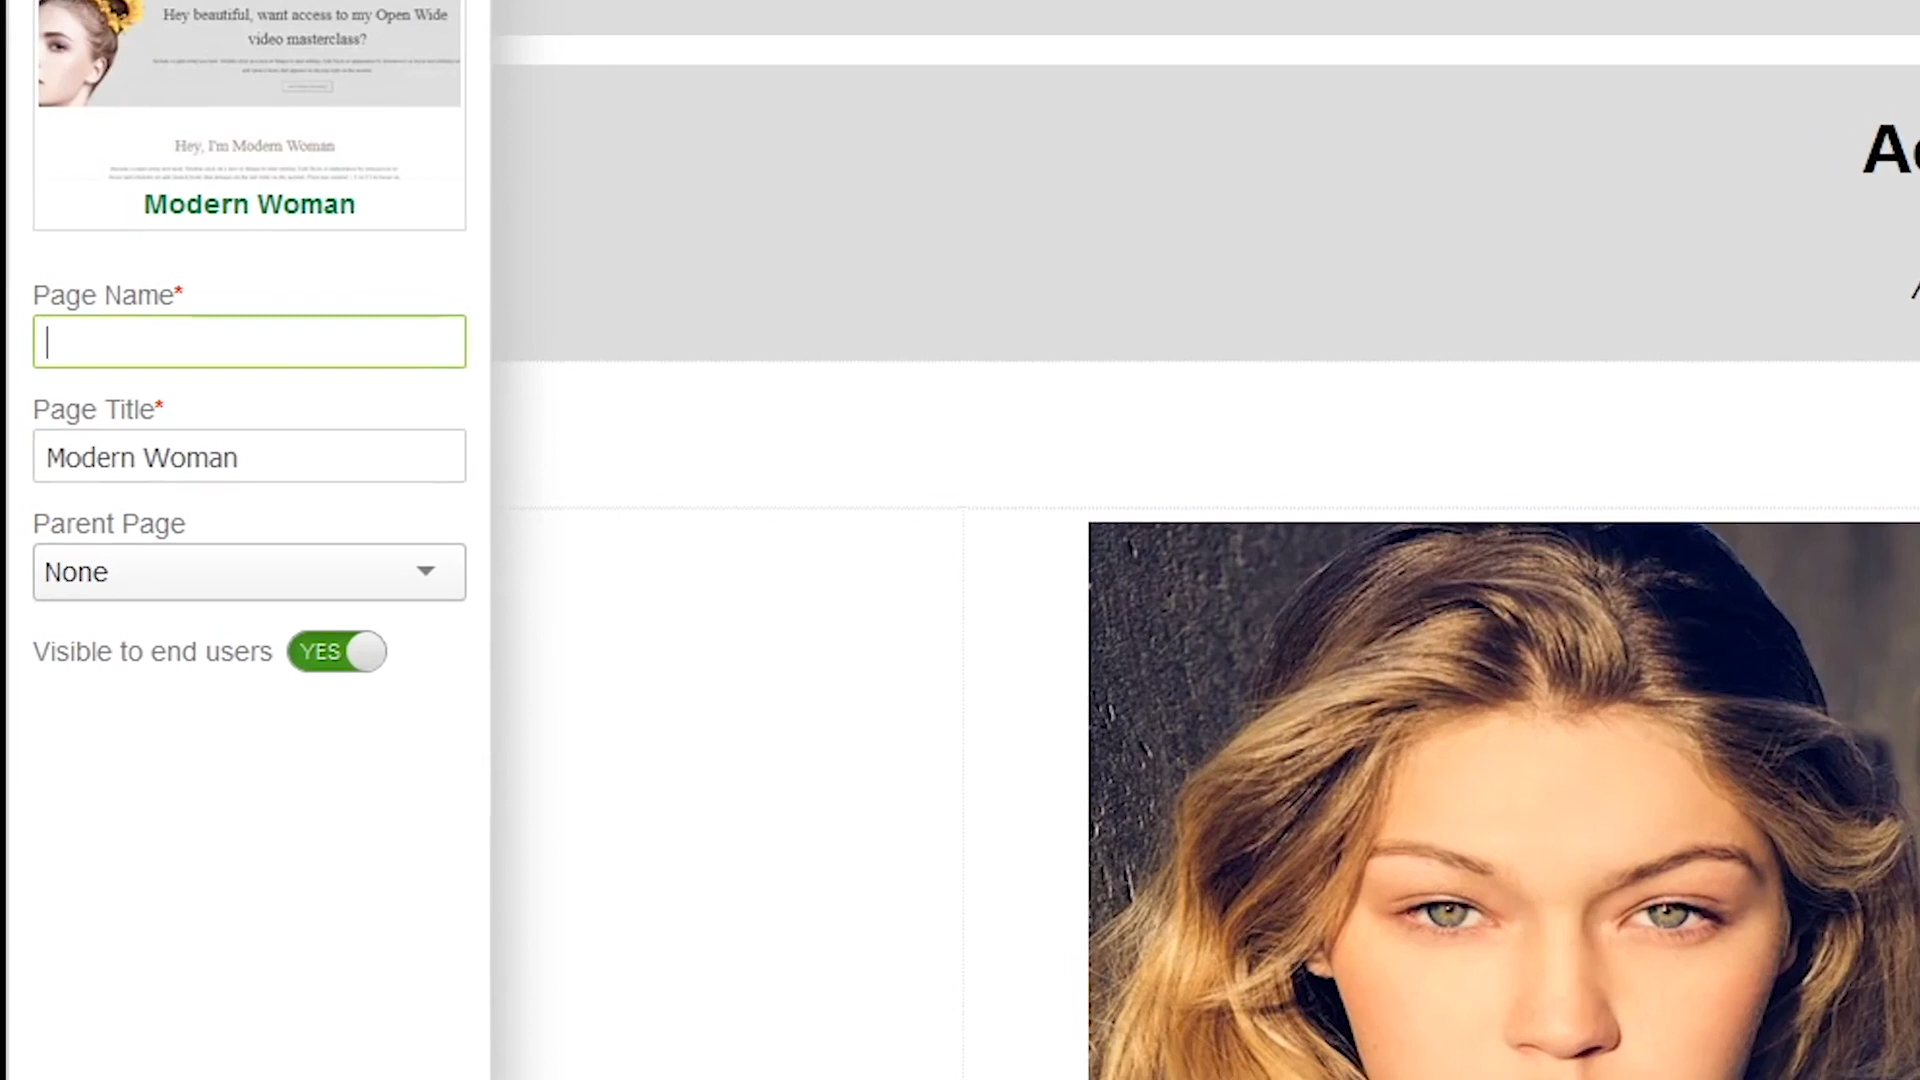 Hey beautiful, want access to my Open Wide
video masterclass?
Hey, I'm Modern Woman
Modern Woman
Page Name*
Page Title*
Modern Woman
Parent Page
None
Visible to end users YES